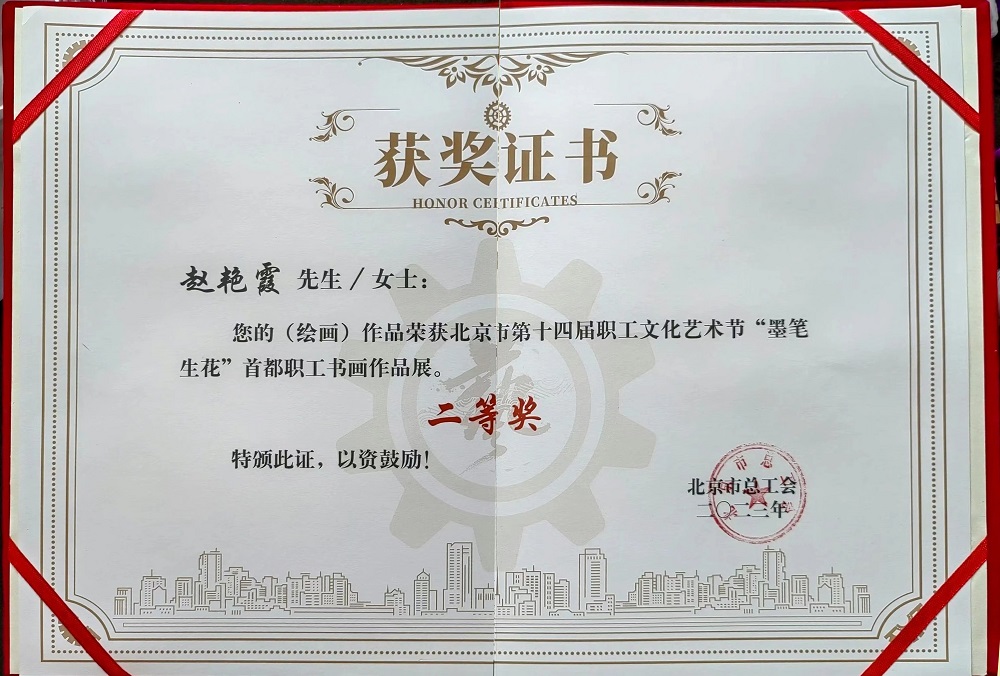 获奖证书
HONOR CERTIFICATES
赵艳霞 先生 / 女士：
您的（绘画）作品荣获北京市第十四届职工文化艺术节“墨笔
生花”首都职工书画作品展。
二等奖
特颁此证，以资鼓励！
北京市总工会
二〇二三年